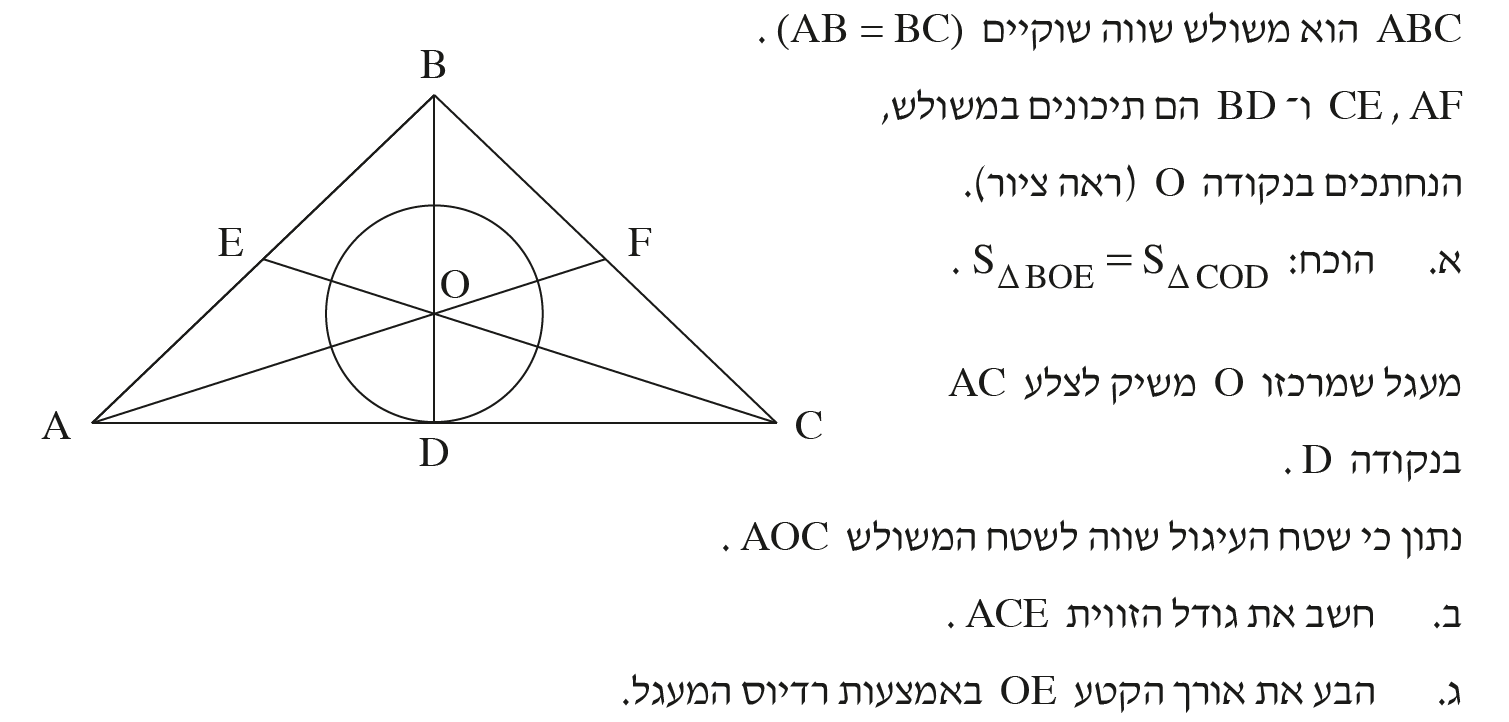 ABC הוא משולש שווה שוקיים (AB = BC) .
AF , CE ו־ BD הם תיכונים במשולש,
הנחתכים בנקודה O (ראה ציור).
א. הוכח: S△BOE = S△COD .
מעגל שמרכזו O משיק לצלע AC
בנקודה D .
נתון כי שטח העיגול שווה לשטח המשולש AOC .
ב. חשב את גודל הזווית ACE .
ג. הבע את אורך הקטע OE באמצעות רדיוס המעגל.
B
E
F
O
A
C
D